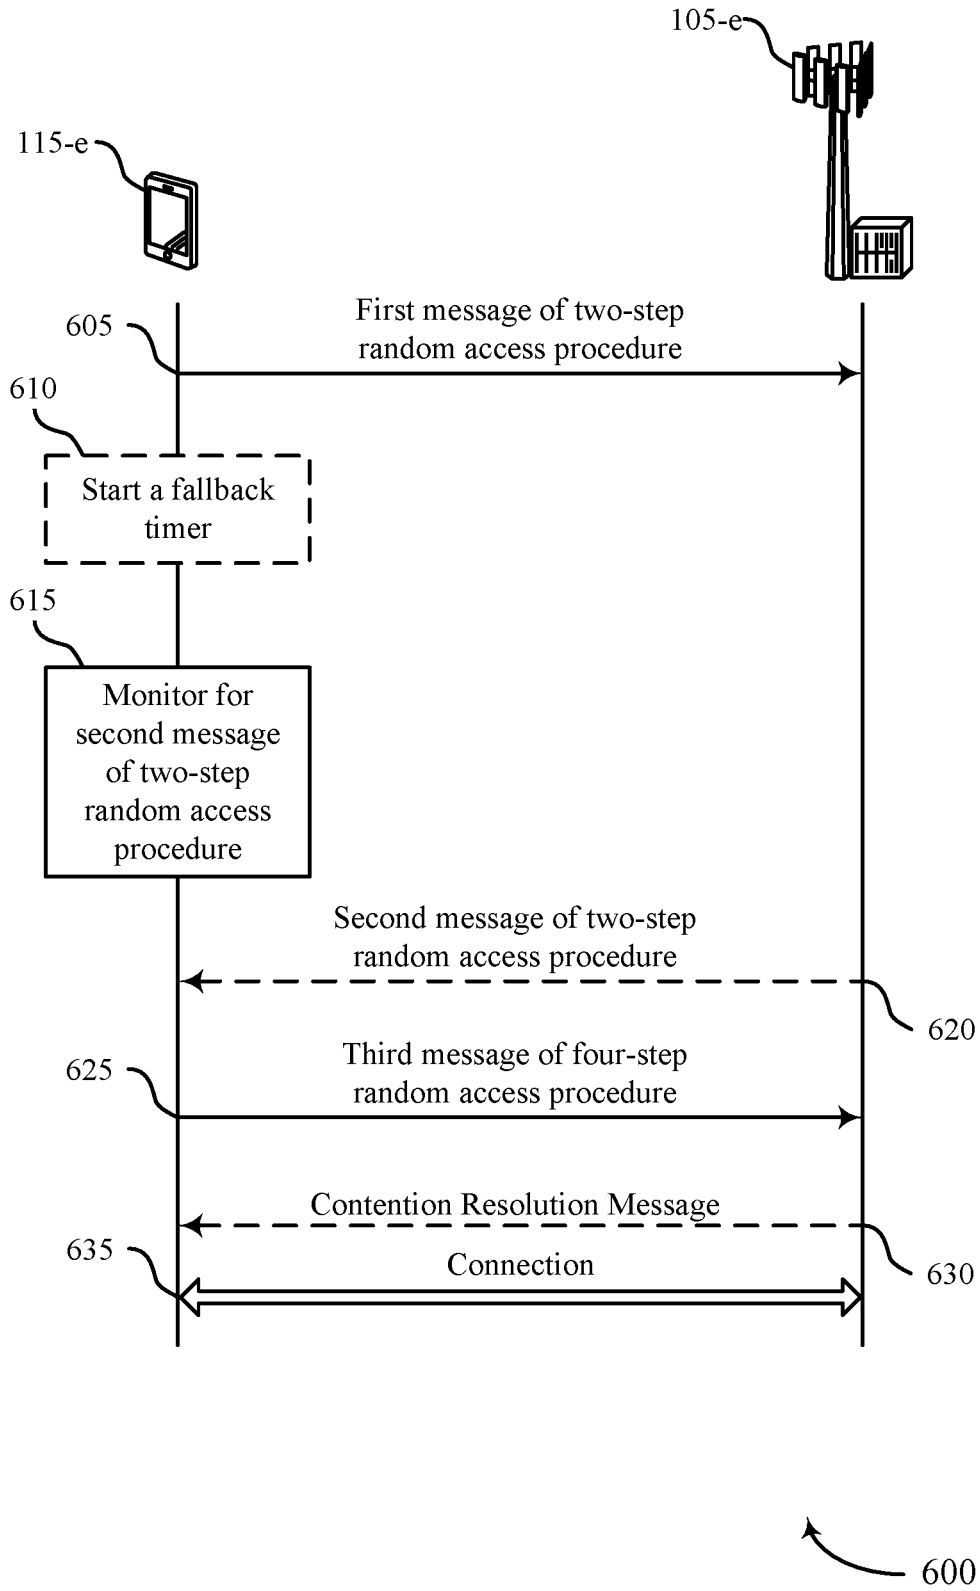 105-e
115-e
605
First message of two-step
random access procedure
610
Start a fallback
timer
615
Monitor for
second message
of two-step
random access
procedure
Second message of two-step
random access procedure
620
625
Third message of four-step
random access procedure
Contention Resolution Message
630
635
Connection
600